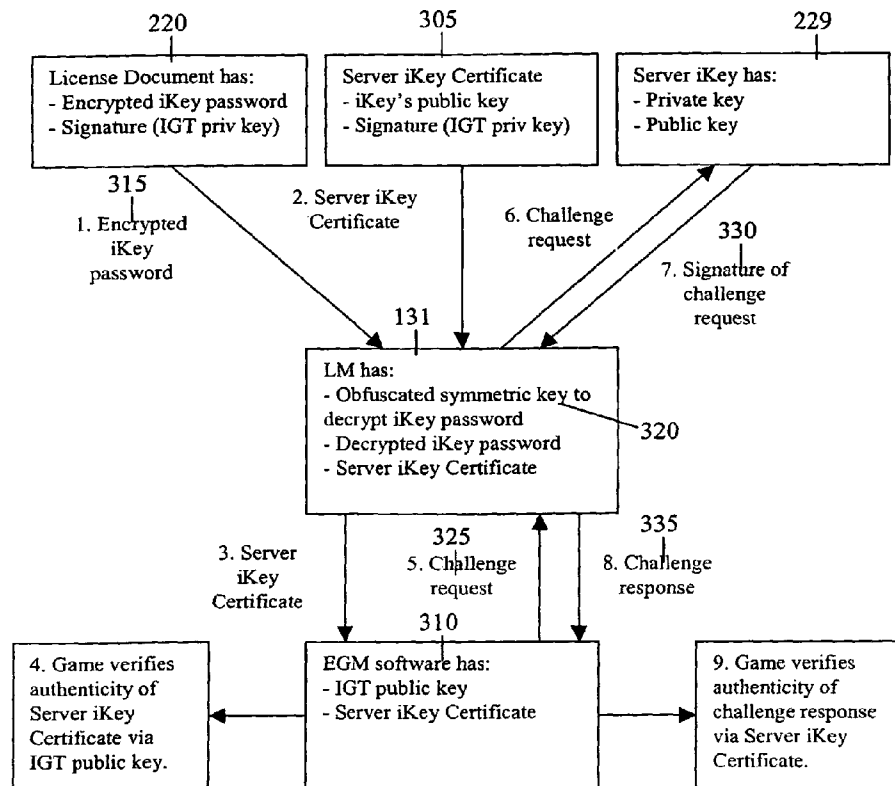 220
305
229
License Document has:
- Encrypted iKey password
- Signature (IGT priv key)
Server iKey Certificate
- iKey's public key
- Signature (IGT priv key)
Server iKey has:
- Private key
- Public key
315
1. Encrypted
iKey
password
2. Server iKey
Certificate
6. Challenge
request
330
7. Signature of
challenge
request
131
LM has:
- Obfuscated symmetric key to
decrypt iKey password
- Decrypted iKey password
- Server iKey Certificate
320
3. Server
iKey
Certificate
325
5. Challenge
request
335
8. Challenge
response
310
4. Game verifies
authenticity of
Server iKey
Certificate via
IGT public key.
EGM software has:
- IGT public key
- Server iKey Certificate
9. Game verifies
authenticity of
challenge response
via Server iKey
Certificate.